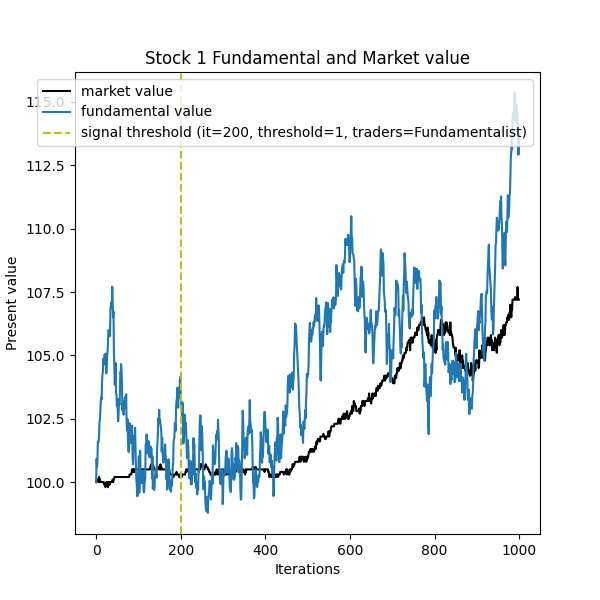 Stock 1 Fundamental and Market value
market value
fundamental value
signal threshold (it=200, threshold=1, traders=Fundamentalist)
115.0
112.5
110.0
107.5
105.0
102.5
100.0
Present value
0 200 400 600 800 1000
Iterations